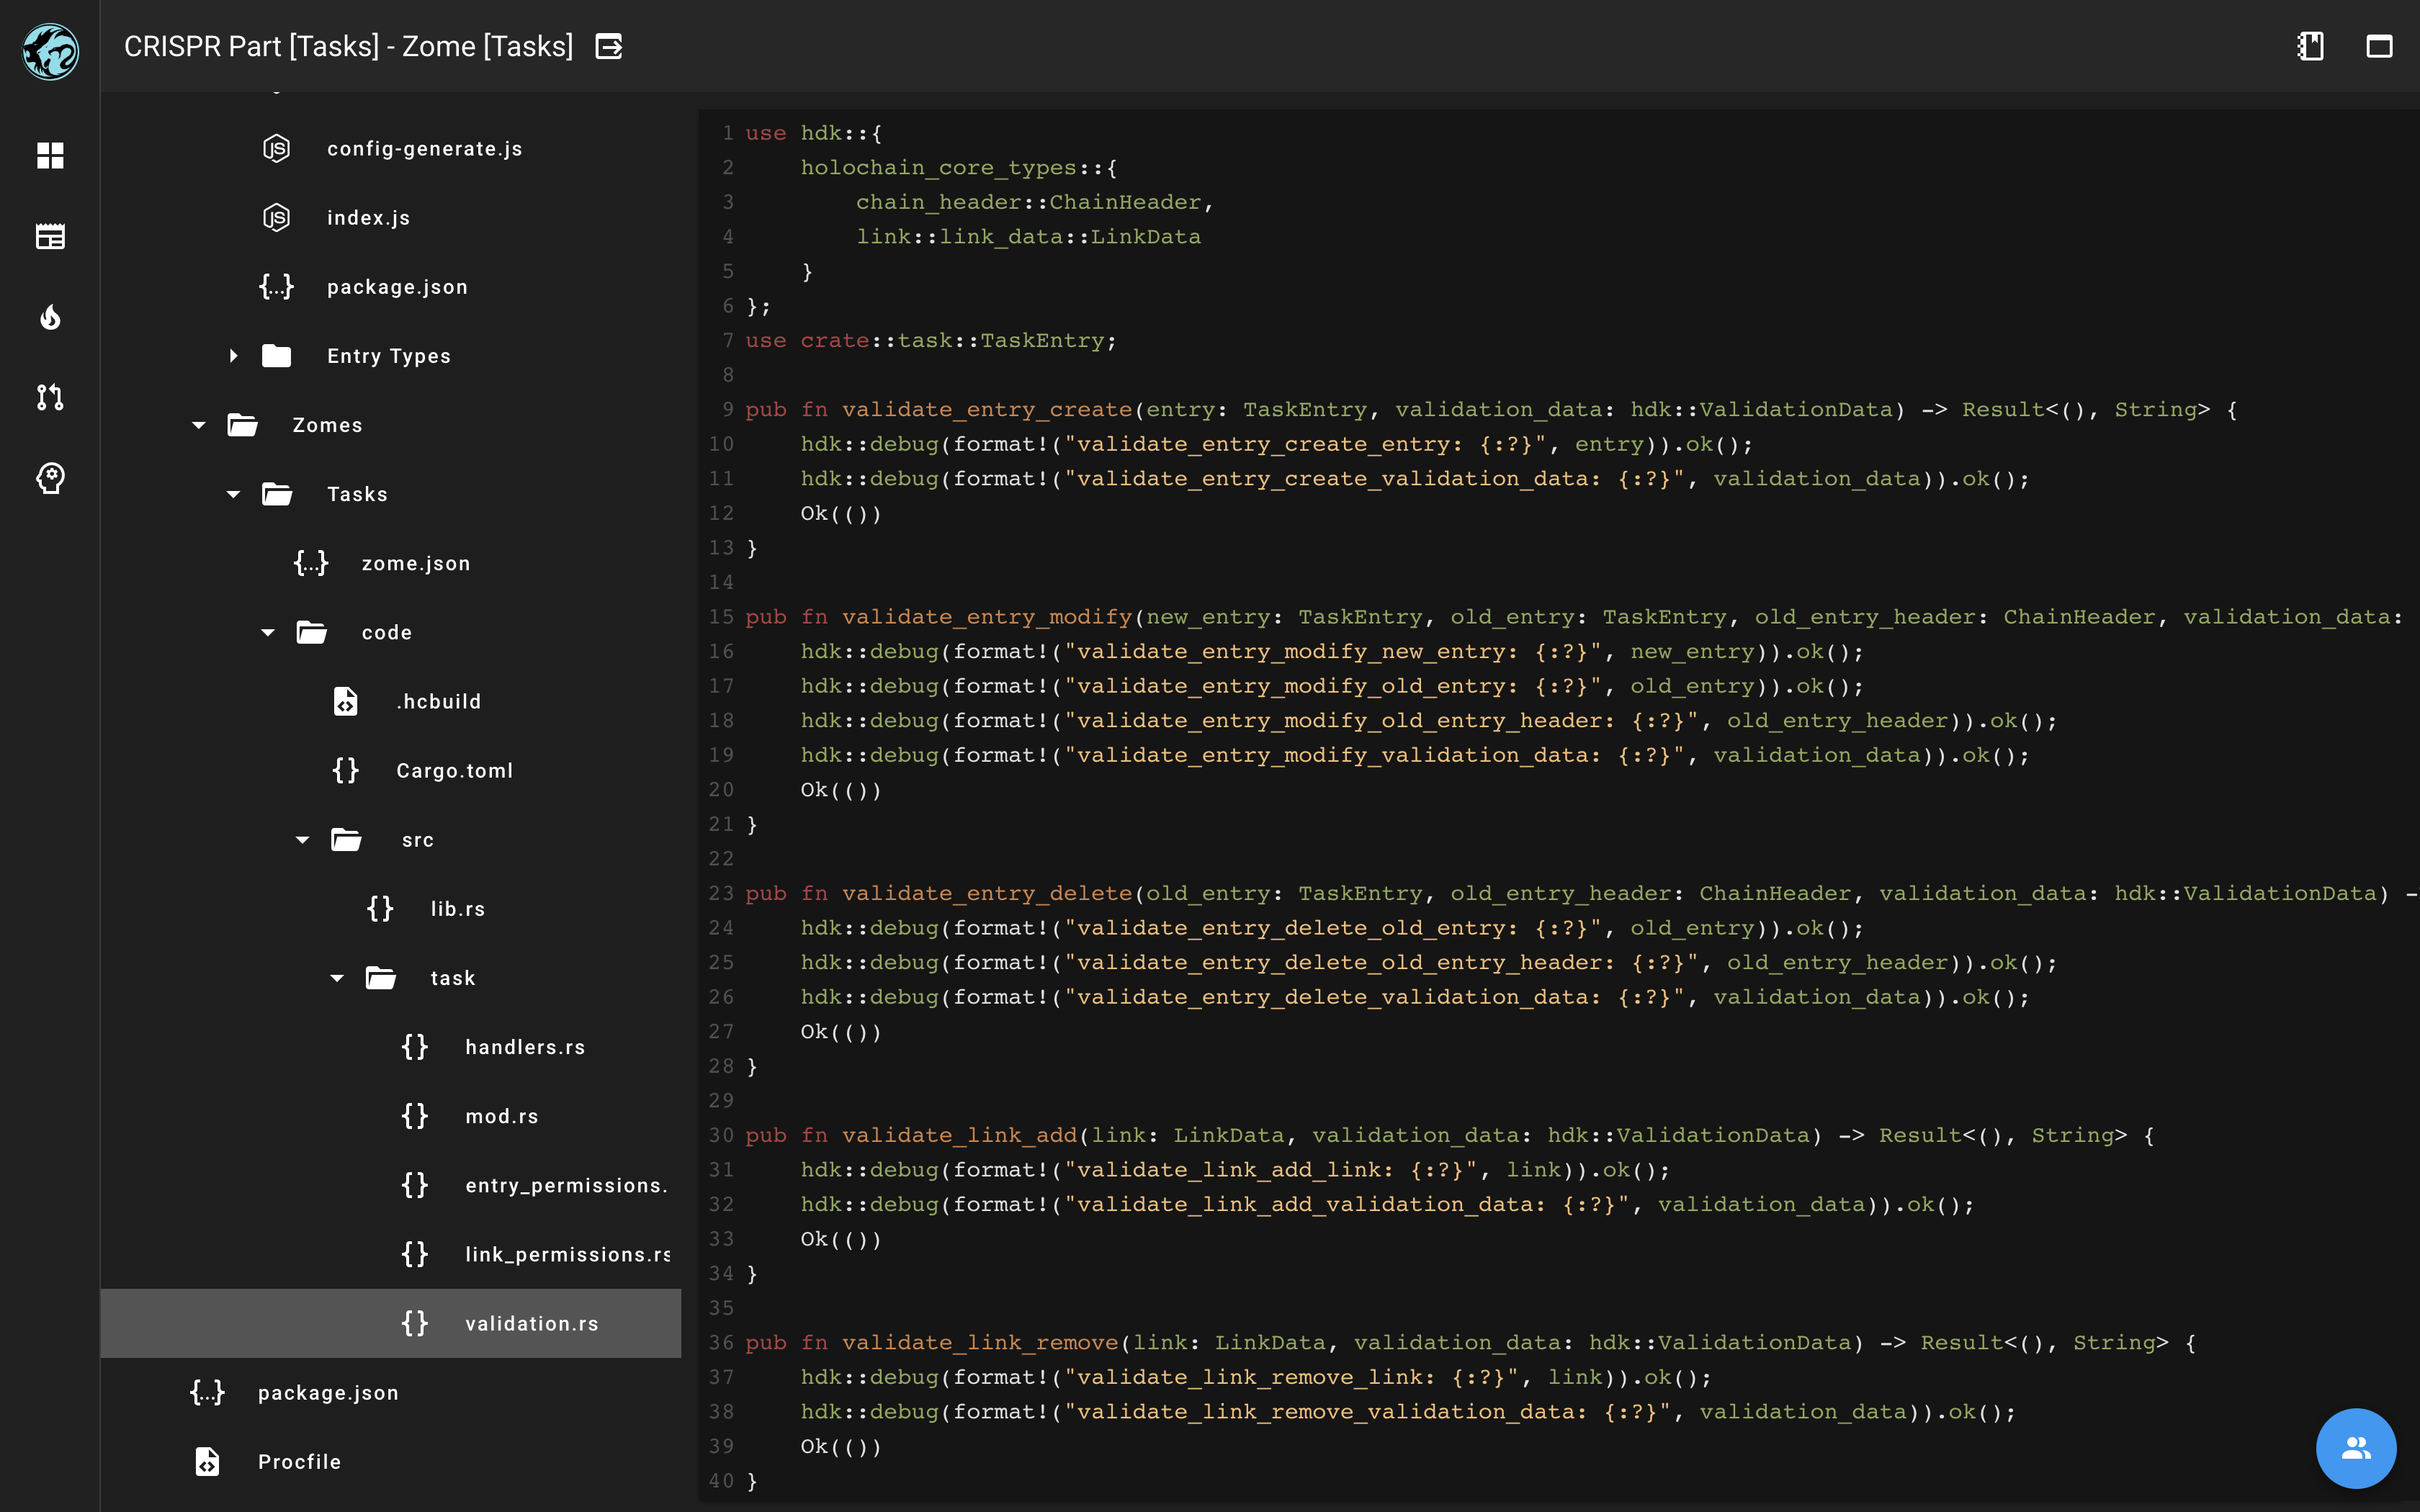 CRISPR Part [Tasks] - Zome [Tasks]
config-generate.js
index.js
package.json
Entry Types
Zomes
Tasks
zome.json
code
.hcbuild
Cargo.toml
src
lib.rs
task
handlers.rs
mod.rs
entry_permissions.
link_permissions.rs
validation.rs
package.json
Procfile
1 use hdk::{
2     holochain_core_types::{
3         chain_header::ChainHeader,
4         link::link_data::LinkData
5     }
6 };
7 use crate::task::TaskEntry;
8
9 pub fn validate_entry_create(entry: TaskEntry, validation_data: hdk::ValidationData) -> Result<(), String> {
10     hdk::debug(format!("validate_entry_create_entry: {:?}", entry)).ok();
11     hdk::debug(format!("validate_entry_create_validation_data: {:?}", validation_data)).ok();
12     Ok(())
13 }
14
15 pub fn validate_entry_modify(new_entry: TaskEntry, old_entry: TaskEntry, old_entry_header: ChainHeader, validation_data:
16     hdk::debug(format!("validate_entry_modify_new_entry: {:?}", new_entry)).ok();
17     hdk::debug(format!("validate_entry_modify_old_entry: {:?}", old_entry)).ok();
18     hdk::debug(format!("validate_entry_modify_old_entry_header: {:?}", old_entry_header)).ok();
19     hdk::debug(format!("validate_entry_modify_validation_data: {:?}", validation_data)).ok();
20     Ok(())
21 }
22
23 pub fn validate_entry_delete(old_entry: TaskEntry, old_entry_header: ChainHeader, validation_data: hdk::ValidationData) -
24     hdk::debug(format!("validate_entry_delete_old_entry: {:?}", old_entry)).ok();
25     hdk::debug(format!("validate_entry_delete_old_entry_header: {:?}", old_entry_header)).ok();
26     hdk::debug(format!("validate_entry_delete_validation_data: {:?}", validation_data)).ok();
27     Ok(())
28 }
29
30 pub fn validate_link_add(link: LinkData, validation_data: hdk::ValidationData) -> Result<(), String> {
31     hdk::debug(format!("validate_link_add_link: {:?}", link)).ok();
32     hdk::debug(format!("validate_link_add_validation_data: {:?}", validation_data)).ok();
33     Ok(())
34 }
35
36 pub fn validate_link_remove(link: LinkData, validation_data: hdk::ValidationData) -> Result<(), String> {
37     hdk::debug(format!("validate_link_remove_link: {:?}", link)).ok();
38     hdk::debug(format!("validate_link_remove_validation_data: {:?}", validation_data)).ok();
39     Ok(())
40 }